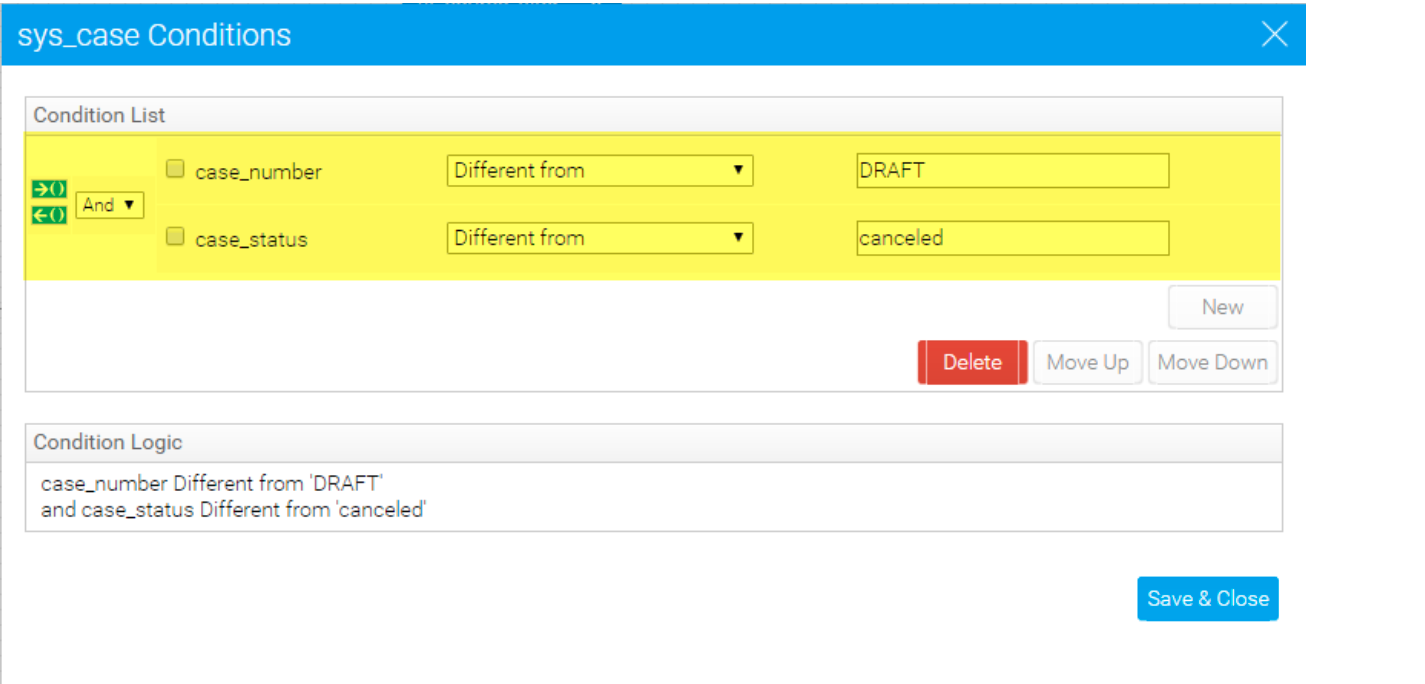 sys_case Conditions
Condition List
case_number Different from DRAFT
And
case_status Different from canceled
New
Delete Move Up Move Down
Condition Logic
case_number Different from 'DRAFT'
and case_status Different from 'canceled'
Save & Close